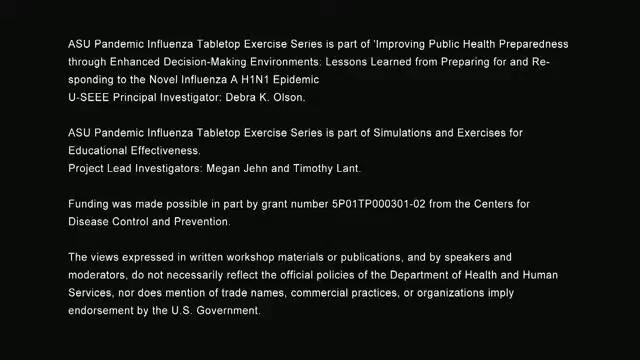 ASU Pandemic Influenza Tabletop Exercise Series is part of 'Improving Public Health Preparedness
through Enhanced Decision-Making Environments: Lessons Learned from Preparing for and Re-
sponding to the Novel Influenza A H1N1 Epidemic
U-SEEE Principal Investigator: Debra K. Olson.
ASU Pandemic Influenza Tabletop Exercise Series is part of Simulations and Exercises for
Educational Effectiveness.
Project Lead Investigators: Megan Jehn and Timothy Lant.
Funding was made possible in part by grant number 5P01TP000301-02 from the Centers for
Disease Control and Prevention.
The views expressed in written workshop materials or publications, and by speakers and
moderators, do not necessarily reflect the official policies of the Department of Health and Human
Services, nor does mention of trade names, commercial practices, or organizations imply
endorsement by the U.S. Government.